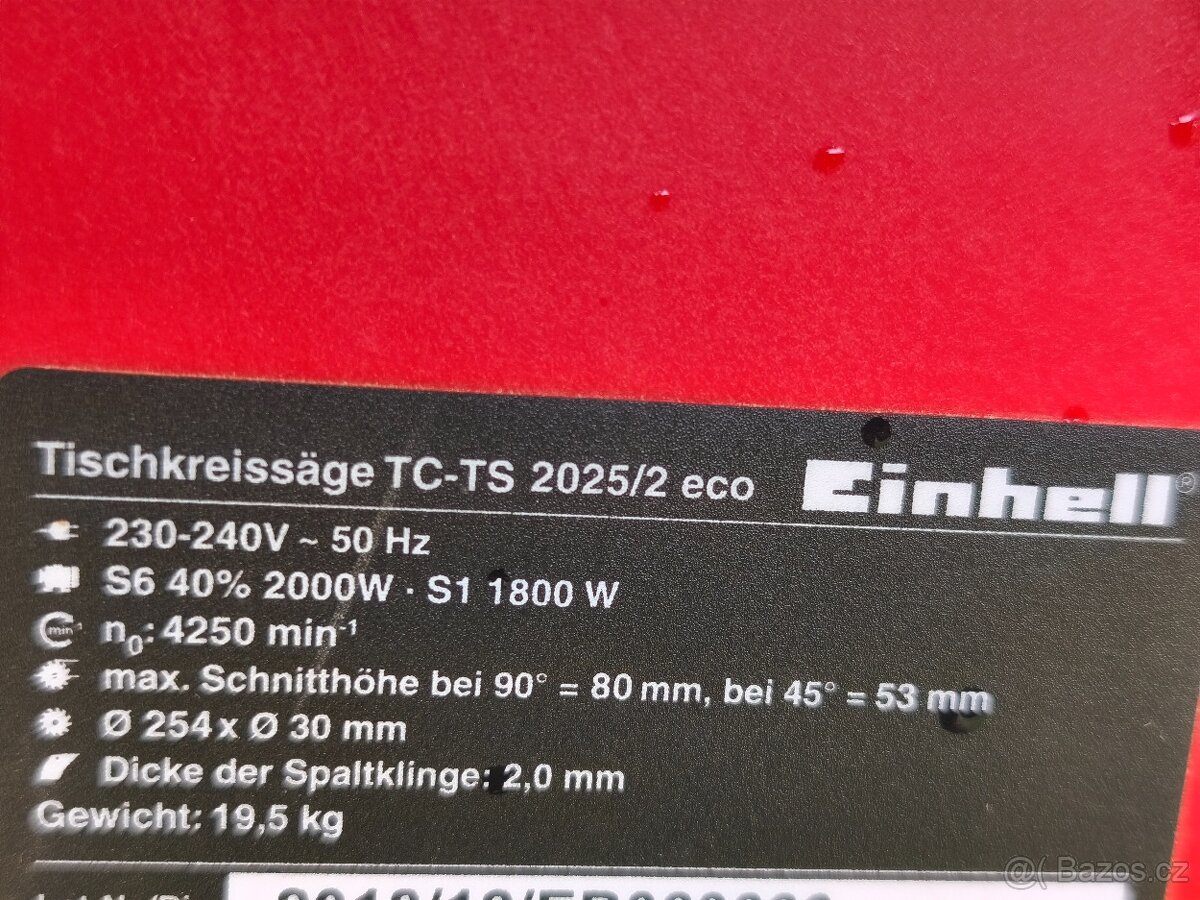 Tischkreissäge TC-TS 2025/2 eco Einhell®
230-240V ~ 50 Hz
S6 40% 2000W · S1 1800 W
min⁻¹ n₀: 4250 min⁻¹
max. Schnitthöhe bei 90° = 80 mm, bei 45° = 53 mm
Ø 254 x Ø 30 mm
Dicke der Spaltklinge: 2,0 mm
Gewicht: 19,5 kg
@( Bazos.cz